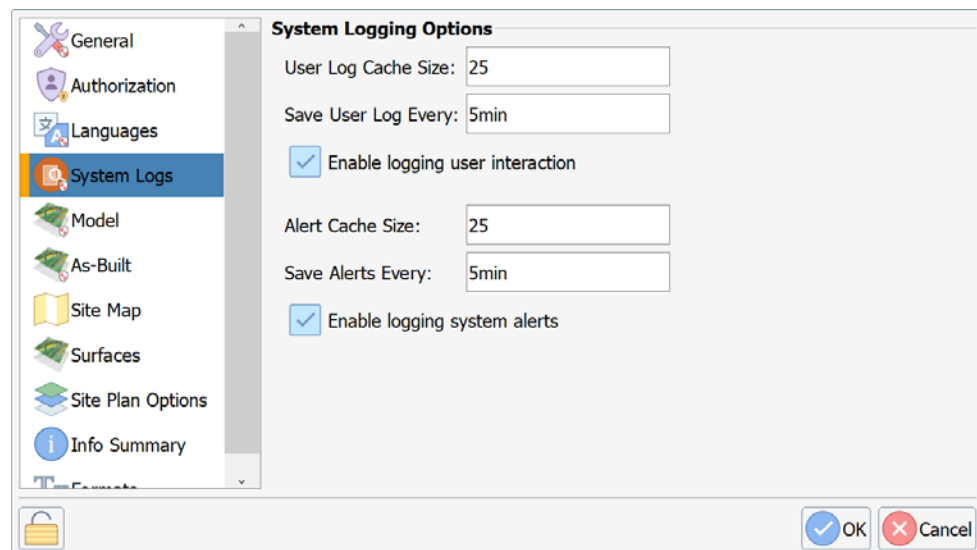 General
Authorization
Languages
System Logs
Model
As-Built
Site Map
Surfaces
Site Plan Options
Info Summary
Formats
System Logging Options
User Log Cache Size: 25
Save User Log Every: 5min
Enable logging user interaction
Alert Cache Size: 25
Save Alerts Every: 5min
Enable logging system alerts
OK
Cancel